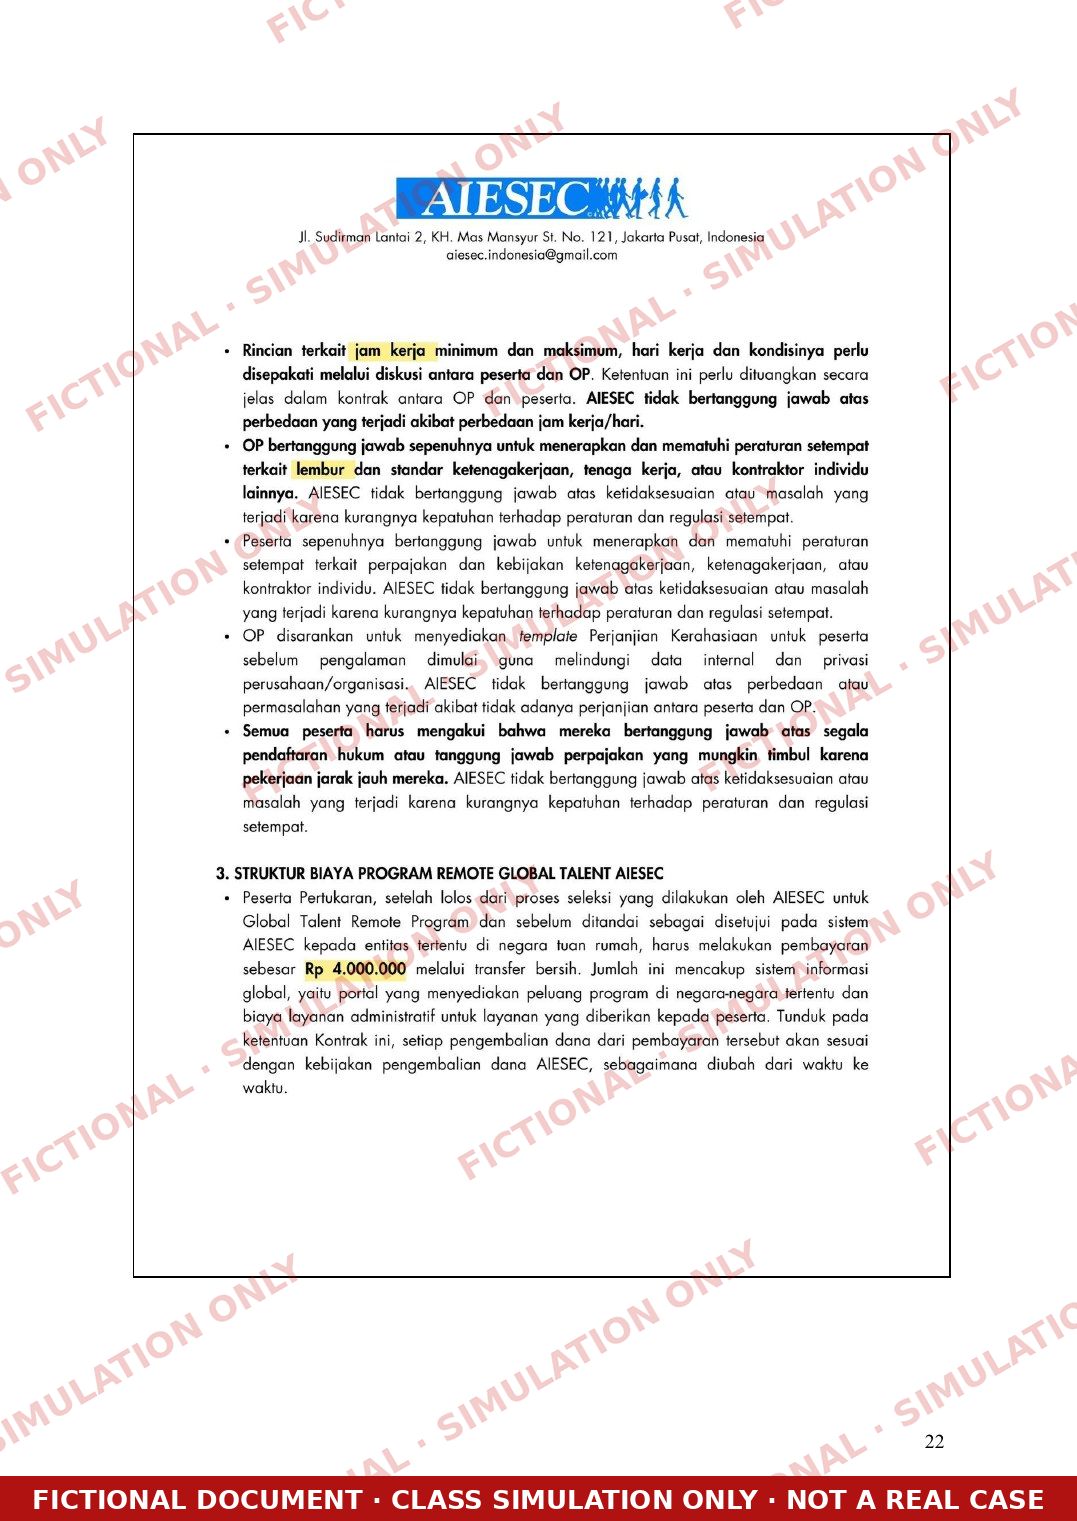 AIESEC
Jl. Sudirman Lantai 2, KH. Mas Mansyur St. No. 121, Jakarta Pusat, Indonesia
aiesec.indonesia@gmail.com
• Rincian terkait jam kerja minimum dan maksimum, hari kerja dan kondisinya perlu
disepakati melalui diskusi antara peserta dan OP. Ketentuan ini perlu dituangkan secara
jelas dalam kontrak antara OP dan peserta. AIESEC tidak bertanggung jawab atas
perbedaan yang terjadi akibat perbedaan jam kerja/hari.
• OP bertanggung jawab sepenuhnya untuk menerapkan dan mematuhi peraturan setempat
terkait lembur dan standar ketenagakerjaan, tenaga kerja, atau kontraktor individu
lainnya. AIESEC tidak bertanggung jawab atas ketidaksesuaian atau masalah yang
terjadi karena kurangnya kepatuhan terhadap peraturan dan regulasi setempat.
• Peserta sepenuhnya bertanggung jawab untuk menerapkan dan mematuhi peraturan
setempat terkait perpajakan dan kebijakan ketenagakerjaan, ketenagakerjaan, atau
kontraktor individu. AIESEC tidak bertanggung jawab atas ketidaksesuaian atau masalah
yang terjadi karena kurangnya kepatuhan terhadap peraturan dan regulasi setempat.
• OP disarankan untuk menyediakan template Perjanjian Kerahasiaan untuk peserta
sebelum pengalaman dimulai guna melindungi data internal dan privasi
perusahaan/organisasi. AIESEC tidak bertanggung jawab atas perbedaan atau
permasalahan yang terjadi akibat tidak adanya perjanjian antara peserta dan OP.
• Semua peserta harus mengakui bahwa mereka bertanggung jawab atas segala
pendaftaran hukum atau tanggung jawab perpajakan yang mungkin timbul karena
pekerjaan jarak jauh mereka. AIESEC tidak bertanggung jawab atas ketidaksesuaian atau
masalah yang terjadi karena kurangnya kepatuhan terhadap peraturan dan regulasi
setempat.
3. STRUKTUR BIAYA PROGRAM REMOTE GLOBAL TALENT AIESEC
• Peserta Pertukaran, setelah lolos dari proses seleksi yang dilakukan oleh AIESEC untuk
Global Talent Remote Program dan sebelum ditandai sebagai disetujui pada sistem
AIESEC kepada entitas tertentu di negara tuan rumah, harus melakukan pembayaran
sebesar Rp 4.000.000 melalui transfer bersih. Jumlah ini mencakup sistem informasi
global, yaitu portal yang menyediakan peluang program di negara-negara tertentu dan
biaya layanan administratif untuk layanan yang diberikan kepada peserta. Tunduk pada
ketentuan Kontrak ini, setiap pengembalian dana dari pembayaran tersebut akan sesuai
dengan kebijakan pengembalian dana AIESEC, sebagaimana diubah dari waktu ke
waktu.
22
FICTIONAL · SIMULATION ONLY
FICTIONAL DOCUMENT · CLASS SIMULATION ONLY · NOT A REAL CASE